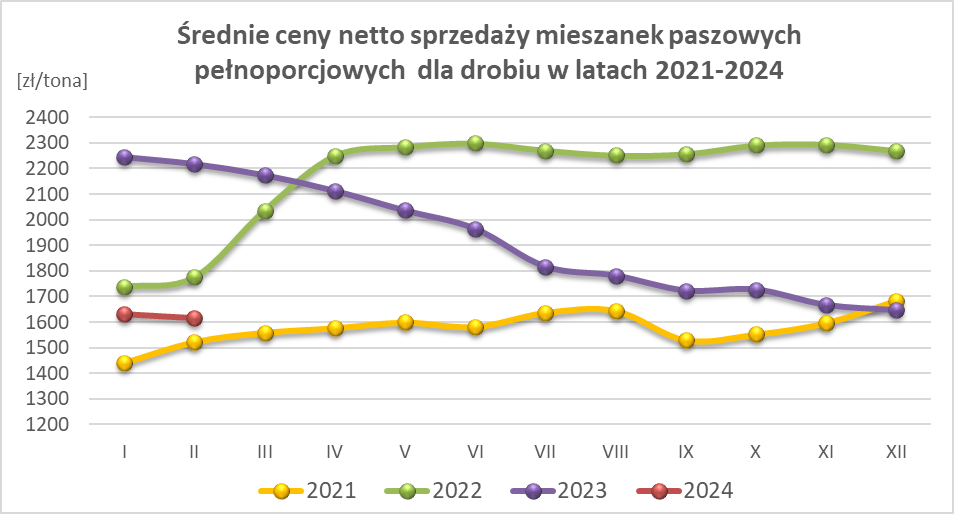 Średnie ceny netto sprzedaży mieszanek paszowych
pełnoporcjowych dla drobiu w latach 2021-2024
[zł/tona]
2400
2300
2200
2100
2000
1900
1800
1700
1600
1500
1400
1300
1200
I II III IV V VI VII VIII IX X XI XII
2021 2022 2023 2024